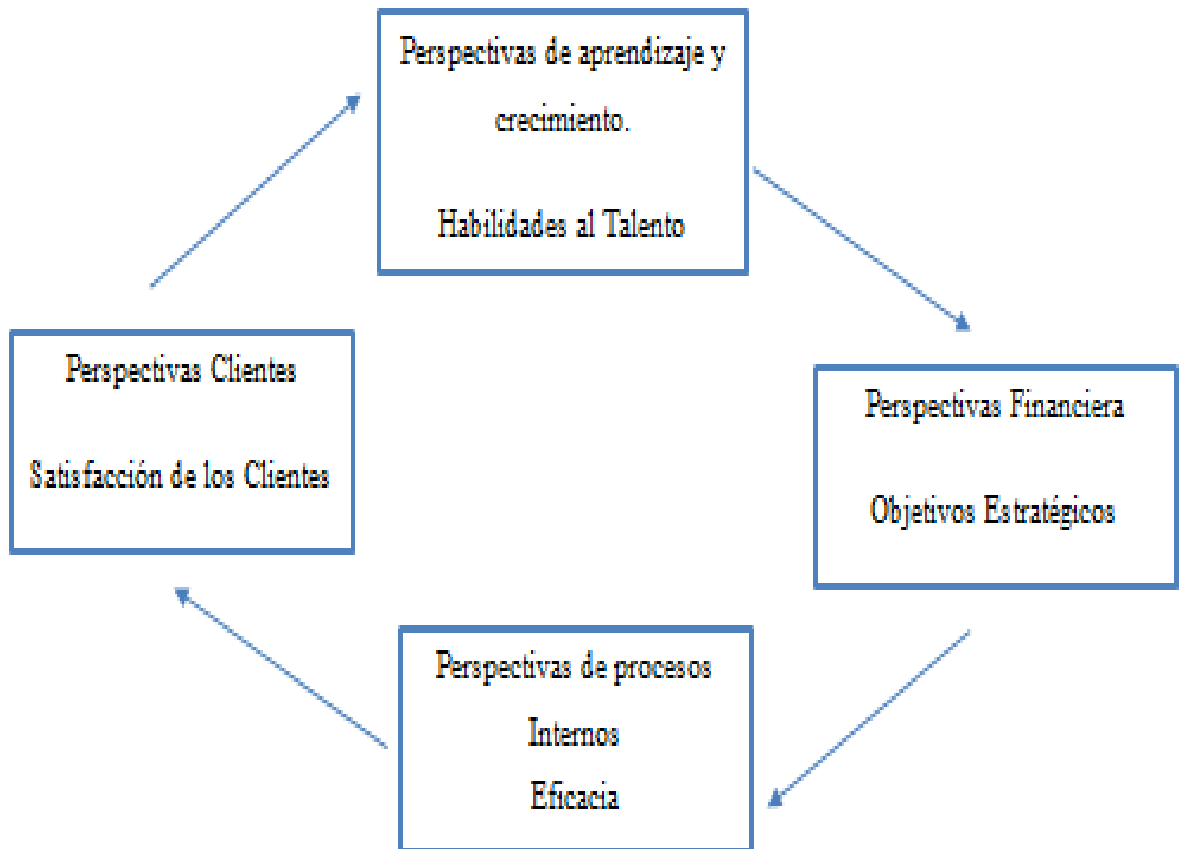 Perspectivas de aprendizaje y
crecimiento.
Habilidades al Talento
Perspectivas Clientes
Satisfacción de los Clientes
Perspectivas Financiera
Objetivos Estratégicos
Perspectivas de procesos
Internos
Eficacia